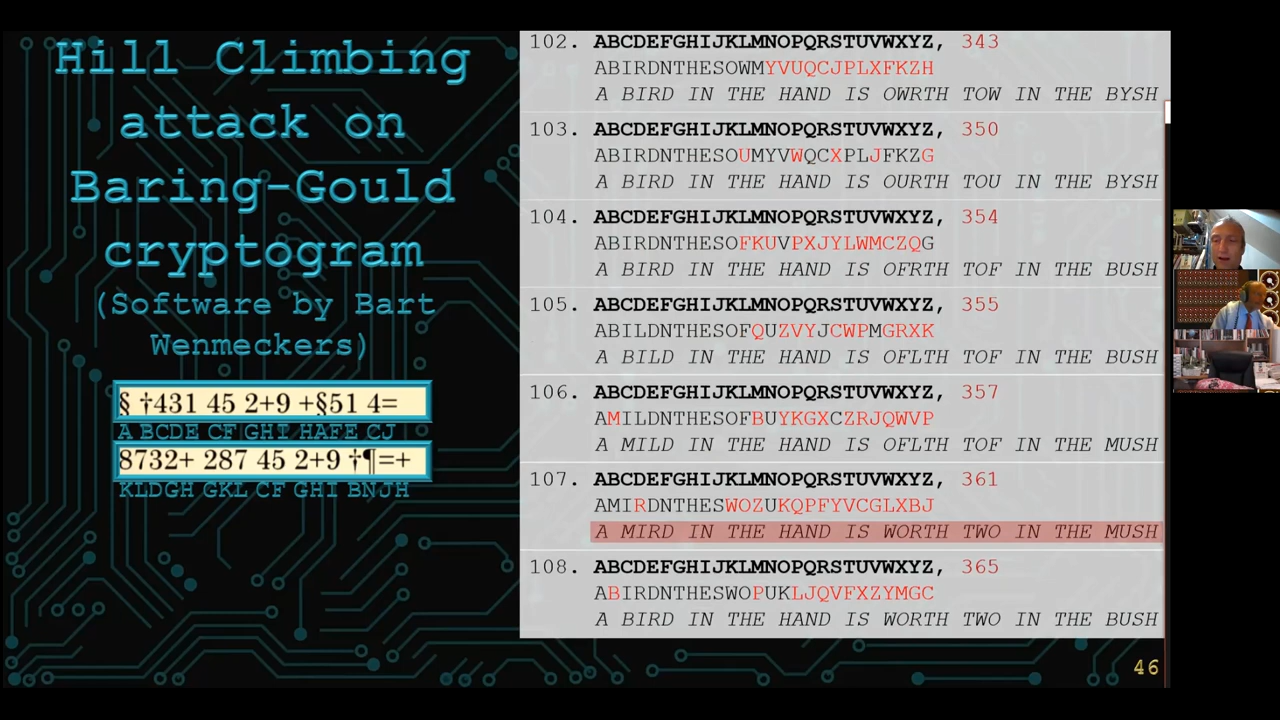 Hill Climbing
attack on
Baring-Gould
cryptogram
(Software by Bart
Wenmeckers)
§ †431 45 2+9 +§51 4=
A BCDE CF GHI HAFE CJ
8732+ 287 45 2+9 †¶=+
KLDGH GKL CF GHI BNJH
102. ABCDEFGHIJKLMNOPQRSTUVWXYZ, 343
ABIRDNTHESOWMYVUQCJPLXFKZH
A BIRD IN THE HAND IS OWRTH TOW IN THE BYSH
103. ABCDEFGHIJKLMNOPQRSTUVWXYZ, 350
ABIRDNTHESOUMYVWQCXPLJFKZG
A BIRD IN THE HAND IS OURTH TOU IN THE BYSH
104. ABCDEFGHIJKLMNOPQRSTUVWXYZ, 354
ABIRDNTHESOFKUVPXJYLWMCZQG
A BIRD IN THE HAND IS OFRTH TOF IN THE BUSH
105. ABCDEFGHIJKLMNOPQRSTUVWXYZ, 355
ABILDNTHESOFQUZVYJCWPMGRXK
A BILD IN THE HAND IS OFLTH TOF IN THE BUSH
106. ABCDEFGHIJKLMNOPQRSTUVWXYZ, 357
AMILDNTHESOFBUYKGXCZRJQWVP
A MILD IN THE HAND IS OFLTH TOF IN THE MUSH
107. ABCDEFGHIJKLMNOPQRSTUVWXYZ, 361
AMIRDNTHESWOZUKQPFYVCGLXBJ
A MIRD IN THE HAND IS WORTH TWO IN THE MUSH
108. ABCDEFGHIJKLMNOPQRSTUVWXYZ, 365
ABIRDNTHESWOPUKLJQVFXZYMGC
A BIRD IN THE HAND IS WORTH TWO IN THE BUSH
46